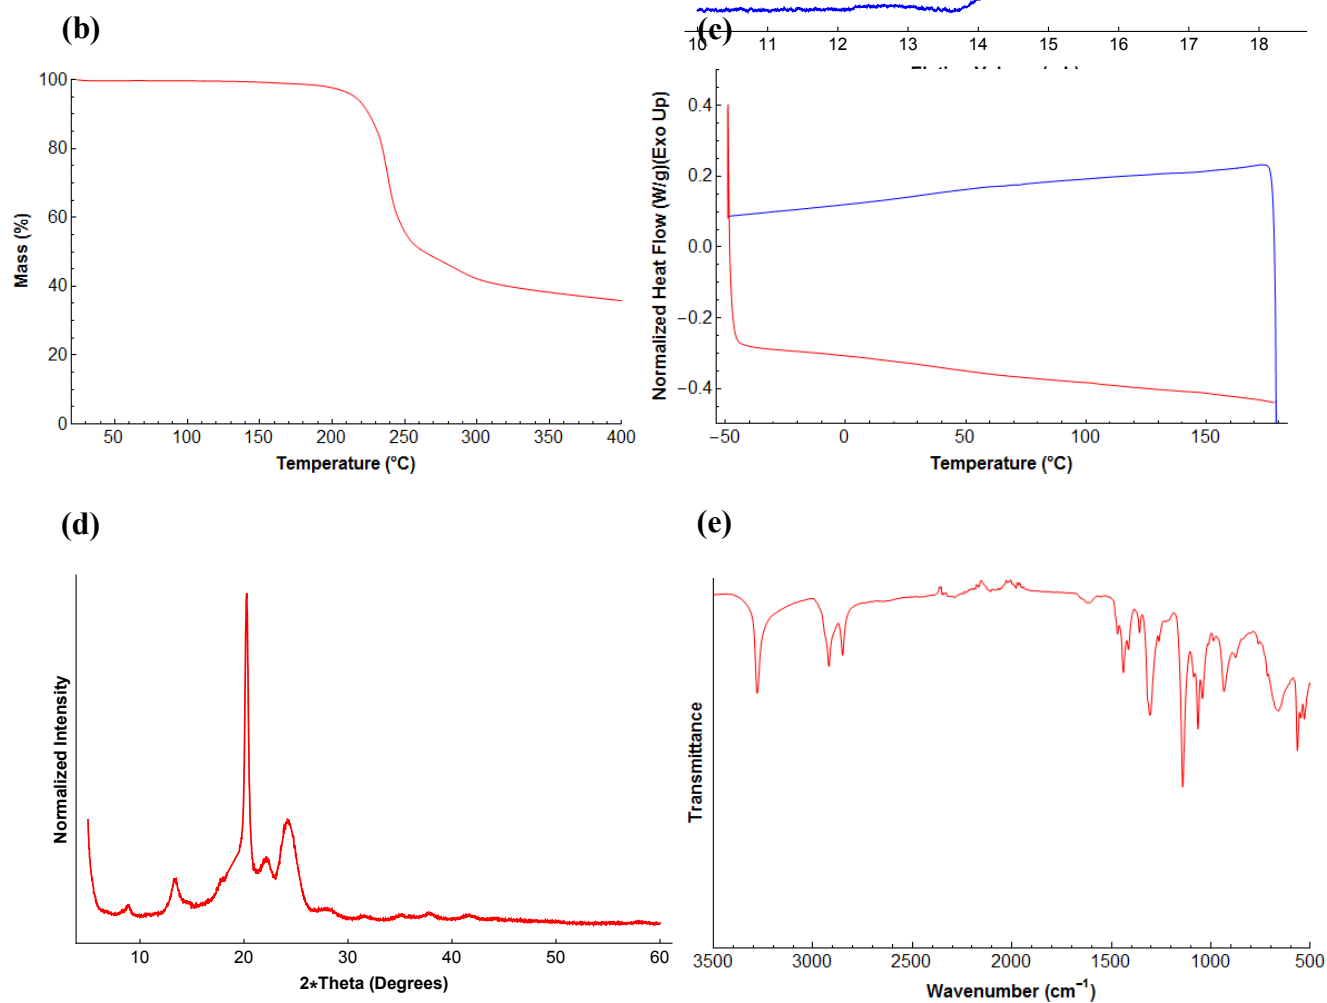 (b)
(c)
10 11 12 13 14 15 16 17 18
100
80
60
40
20
0
Mass (%)
50 100 150 200 250 300 350 400
Temperature (°C)
0.4
0.2
0.0
−0.2
−0.4
Normalized Heat Flow (W/g)(Exo Up)
−50 0 50 100 150
Temperature (°C)
(d)
(e)
Normalized Intensity
10 20 30 40 50 60
2*Theta (Degrees)
Transmittance
3500 3000 2500 2000 1500 1000 500
Wavenumber (cm⁻¹)